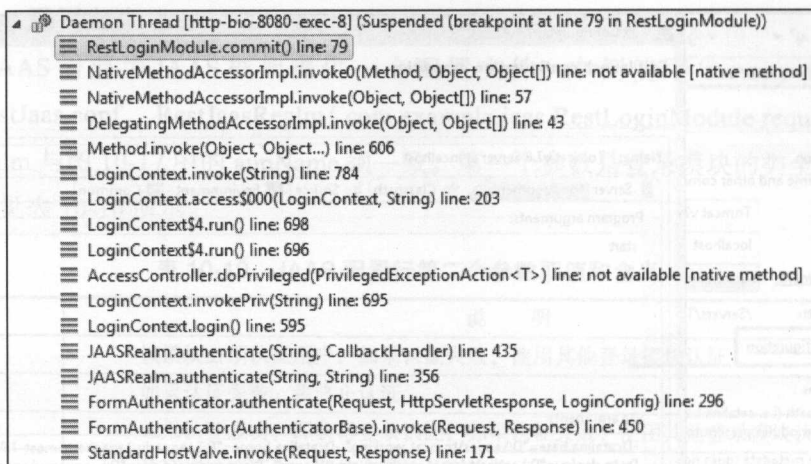 Daemon Thread [http-bio-8080-exec-8] (Suspended (breakpoint at line 79 in RestLoginModule))
RestLoginModule.commit() line: 79
NativeMethodAccessorImpl.invoke0(Method, Object, Object[]) line: not available [native method]
NativeMethodAccessorImpl.invoke(Object, Object[]) line: 57
DelegatingMethodAccessorImpl.invoke(Object, Object[]) line: 43
Method.invoke(Object, Object...) line: 606
LoginContext.invoke(String) line: 784
LoginContext.access$000(LoginContext, String) line: 203
LoginContext$4.run() line: 698
LoginContext$4.run() line: 696
AccessController.doPrivileged(PrivilegedExceptionAction<T>) line: not available [native method]
LoginContext.invokePriv(String) line: 695
LoginContext.login() line: 595
JAASRealm.authenticate(String, CallbackHandler) line: 435
JAASRealm.authenticate(String, String) line: 356
FormAuthenticator.authenticate(Request, HttpServletResponse, LoginConfig) line: 296
FormAuthenticator(AuthenticatorBase).invoke(Request, Response) line: 450
StandardHostValve.invoke(Request, Response) line: 171